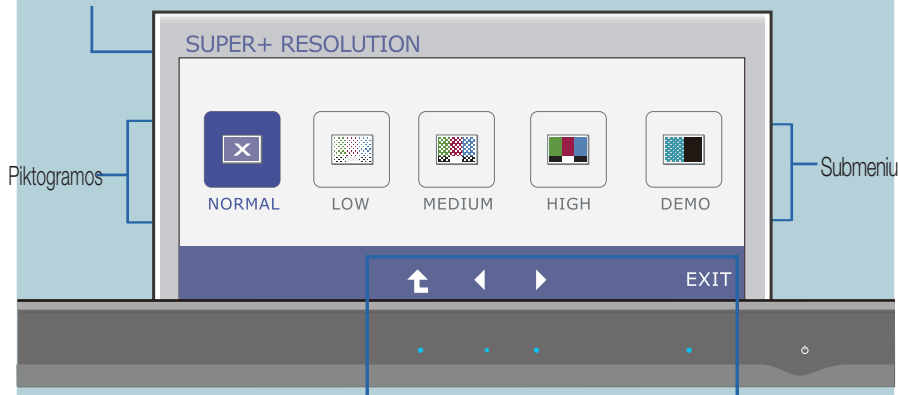 SUPER+ RESOLUTION
Piktogramos
Submeniu
NORMAL LOW MEDIUM HIGH DEMO
EXIT